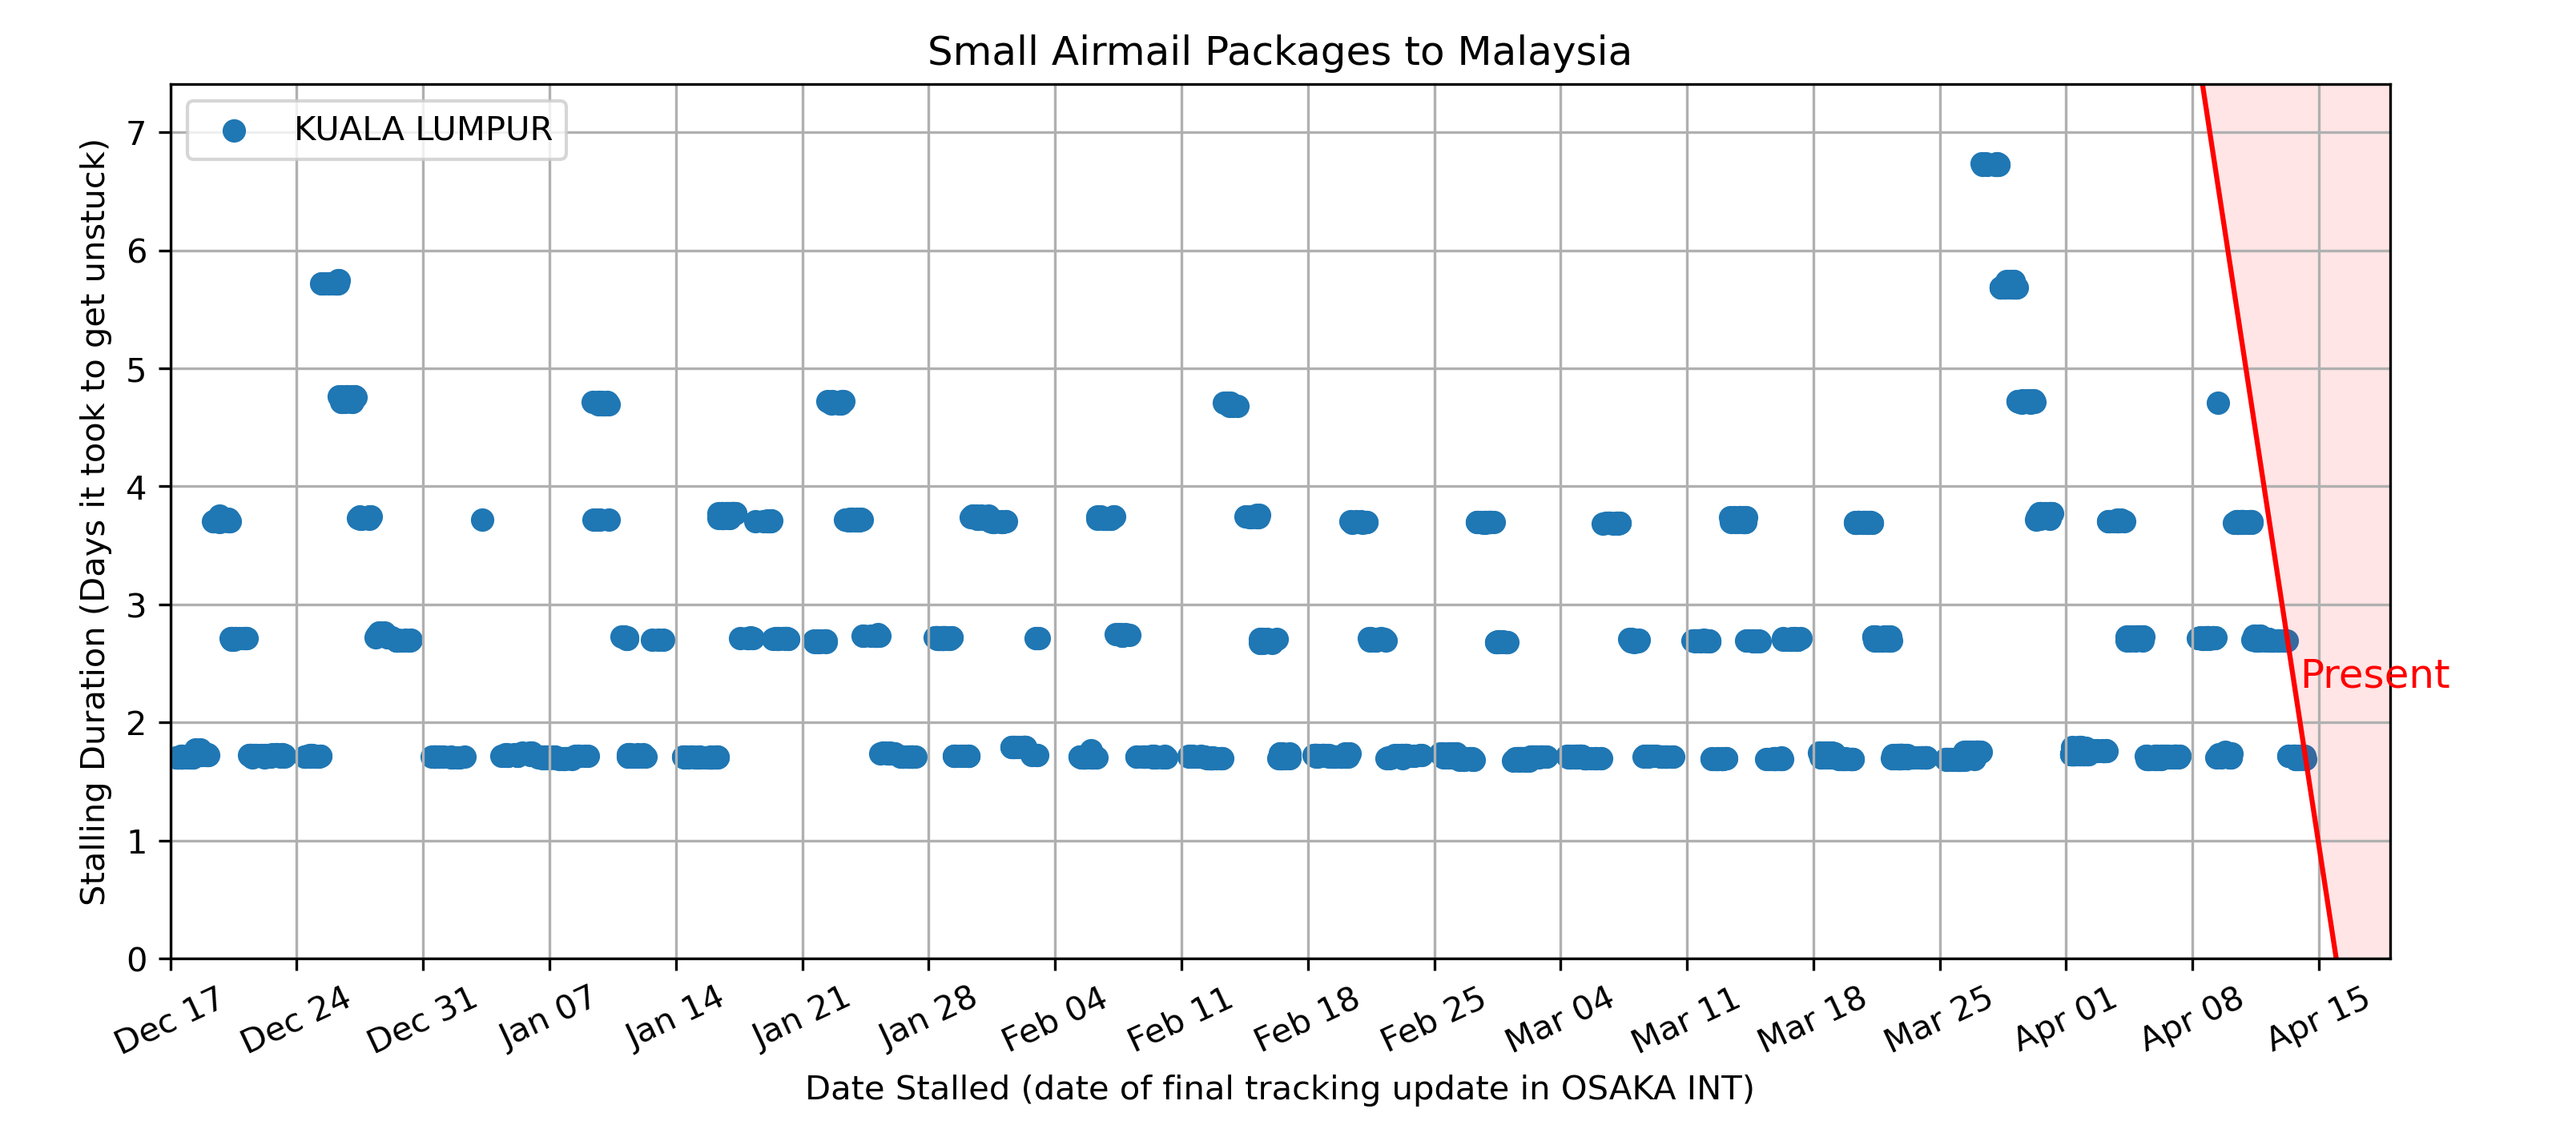 Small Airmail Packages to Malaysia
KUALA LUMPUR
Stalling Duration (Days it took to get unstuck)
7
6
5
4
3
2
1
0
Present
Dec 17
Dec 24
Dec 31
Jan 07
Jan 14
Jan 21
Jan 28
Feb 04
Feb 11
Feb 18
Feb 25
Mar 04
Mar 11
Mar 18
Mar 25
Apr 01
Apr 08
Apr 15
Date Stalled (date of final tracking update in OSAKA INT)